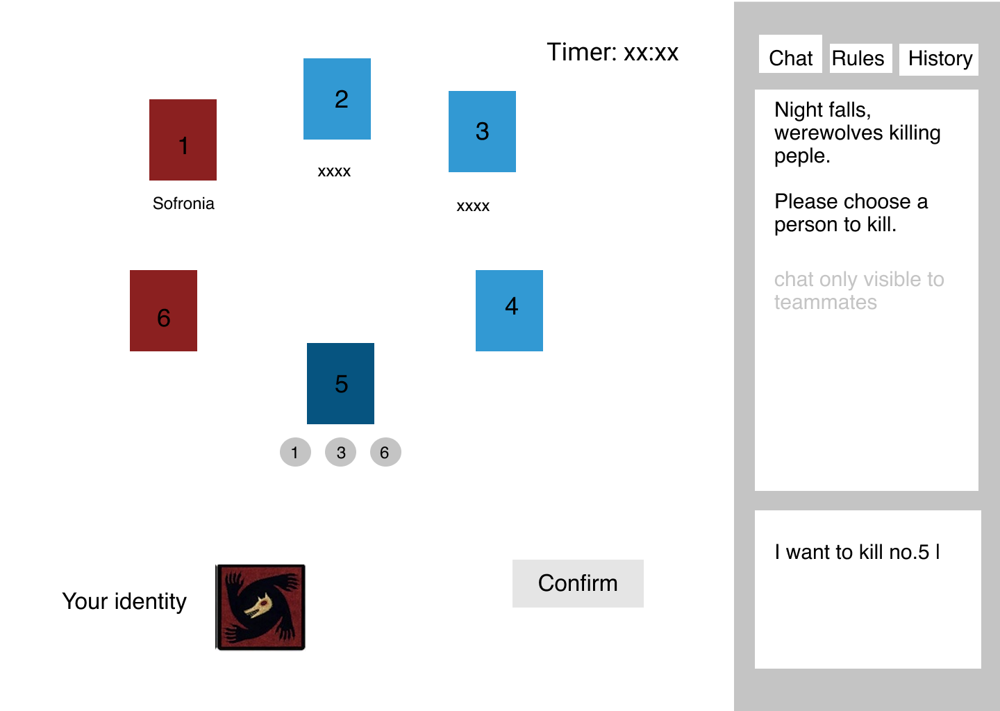 Timer: xx:xx
1
2
3
Sofronia
xxxx
xxxx
6
4
5
1 3 6
Your identity
Confirm
Chat Rules History
Night falls,
werewolves killing
peple.
Please choose a
person to kill.
chat only visible to
teammates
I want to kill no.5 |